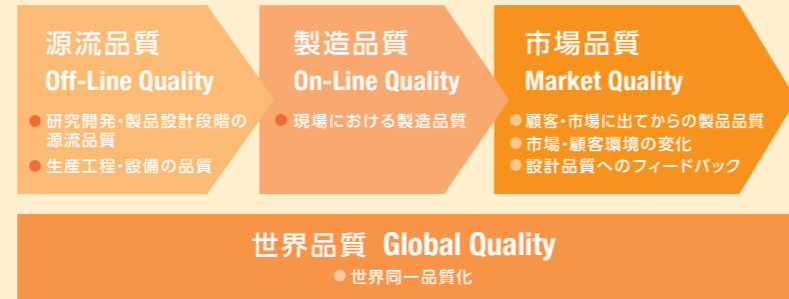 源流品質
Off-Line Quality
● 研究開発・製品設計段階の
源流品質
● 生産工程・設備の品質
製造品質
On-Line Quality
● 現場における製造品質
市場品質
Market Quality
● 顧客・市場に出てからの製品品質
● 市場・顧客環境の変化
● 設計品質へのフィードバック
世界品質 Global Quality
● 世界同一品質化